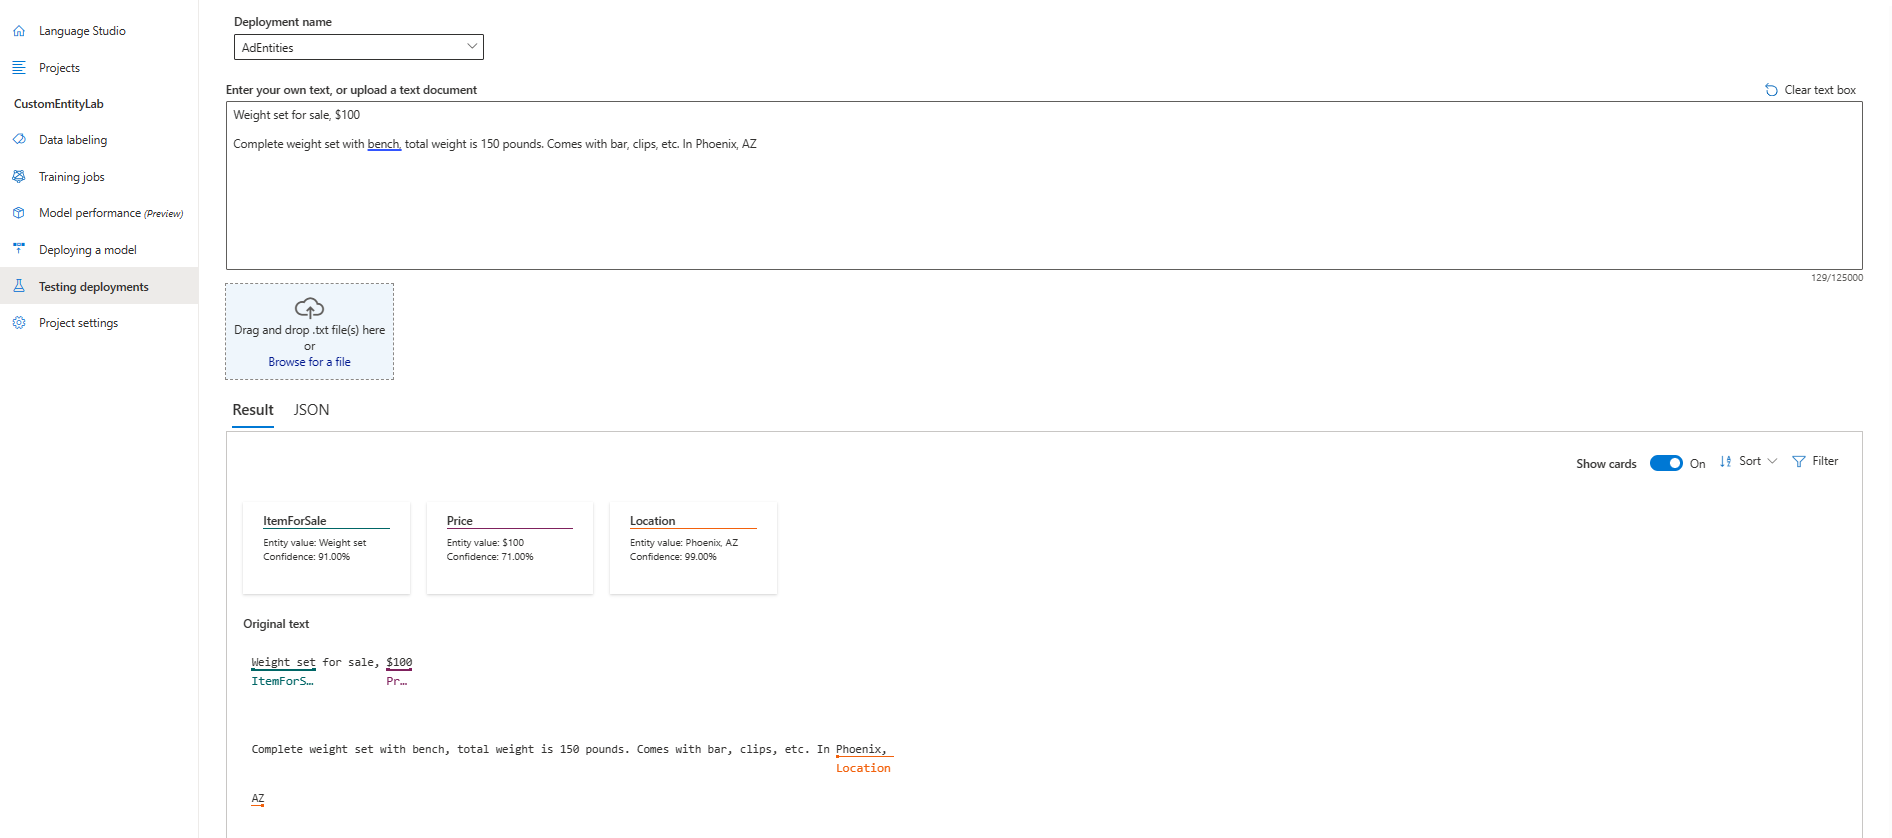 Language Studio
Projects
CustomEntityLab
Data labeling
Training jobs
Model performance (Preview)
Deploying a model
Testing deployments
Project settings
Deployment name
AdEntities
Enter your own text, or upload a text document
Clear text box
Weight set for sale, $100
Complete weight set with bench, total weight is 150 pounds. Comes with bar, clips, etc. In Phoenix, AZ
129/125000
Drag and drop .txt file(s) here
or
Browse for a file
Result JSON
Show cards On Sort Filter
ItemForSale
Entity value: Weight set
Confidence: 91.00%
Price
Entity value: $100
Confidence: 71.00%
Location
Entity value: Phoenix, AZ
Confidence: 99.00%
Original text
Weight set for sale, $100
ItemForS… Pr…
Complete weight set with bench, total weight is 150 pounds. Comes with bar, clips, etc. In Phoenix,
Location
AZ